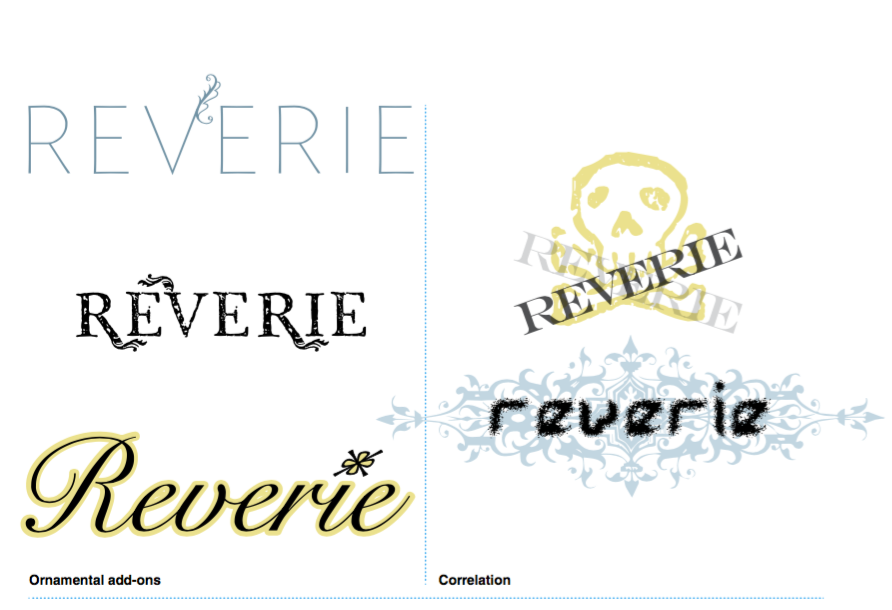 REVERIE
REVERIE
Reverie
Ornamental add-ons
REVERIE
REVERIE
reverie
Correlation